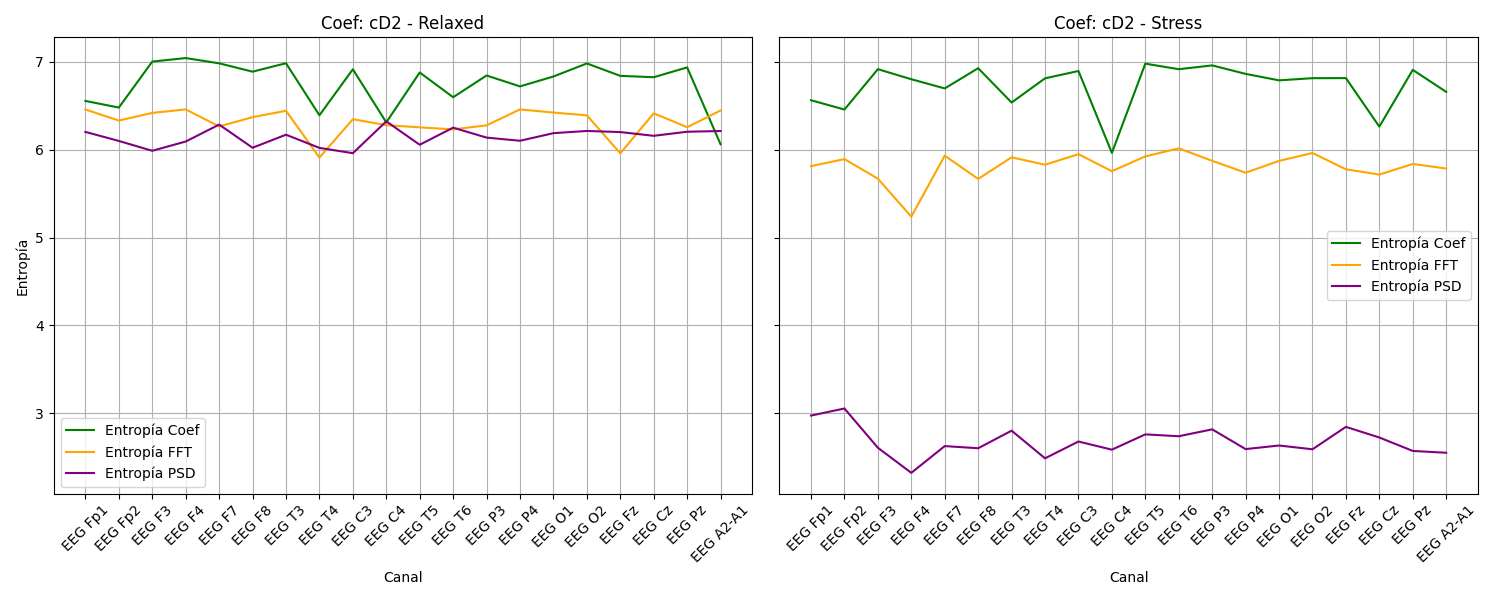 Coef: cD2 - Relaxed
Entropía
7
6
5
4
3
Entropía Coef
Entropía FFT
Entropía PSD
EEG Fp1
EEG Fp2
EEG F3
EEG F4
EEG F7
EEG F8
EEG T3
EEG T4
EEG C3
EEG C4
EEG T5
EEG T6
EEG P3
EEG P4
EEG O1
EEG O2
EEG Fz
EEG Cz
EEG Pz
EEG A2-A1
Canal
Coef: cD2 - Stress
Entropía Coef
Entropía FFT
Entropía PSD
EEG Fp1
EEG Fp2
EEG F3
EEG F4
EEG F7
EEG F8
EEG T3
EEG T4
EEG C3
EEG C4
EEG T5
EEG T6
EEG P3
EEG P4
EEG O1
EEG O2
EEG Fz
EEG Cz
EEG Pz
EEG A2-A1
Canal